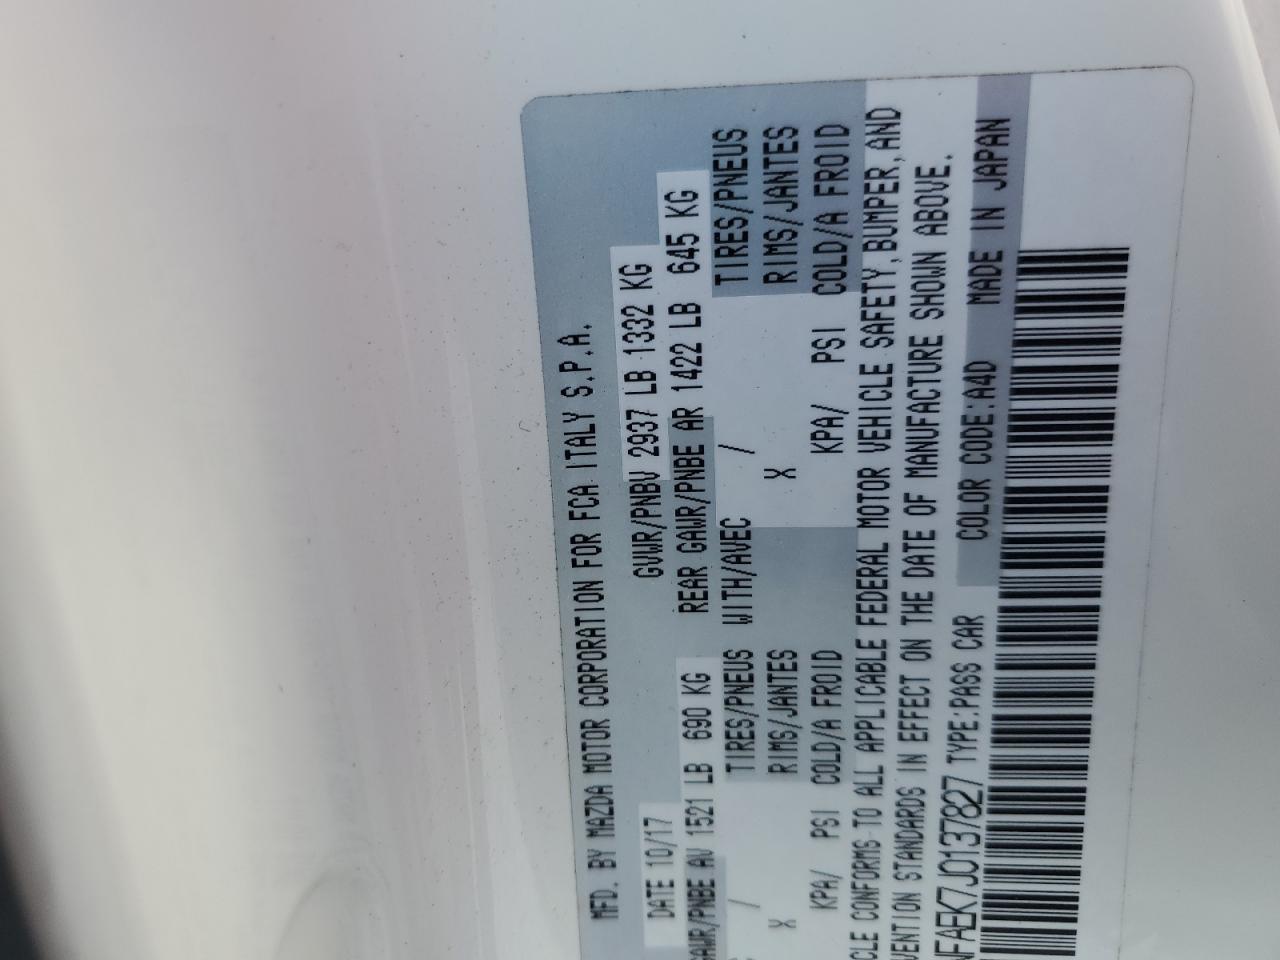 MFD. BY MAZDA MOTOR CORPORATION FOR FCA ITALY S.P.A.
DATE 10/17 GVWR/PNBV 2937 LB 1332 KG
GAWR/PNBE AV 1521 LB 690 KG REAR GAWR/PNBE AR 1422 LB 645 KG
/ TIRES/PNEUS WITH/AVEC / TIRES/PNEUS
X RIMS/JANTES X RIMS/JANTES
KPA/ PSI COLD/A FROID KPA/ PSI COLD/A FROID
CLE CONFORMS TO ALL APPLICABLE FEDERAL MOTOR VEHICLE SAFETY, BUMPER, AND
VENTION STANDARDS IN EFFECT ON THE DATE OF MANUFACTURE SHOWN ABOVE.
NFAEK7J0137827 TYPE:PASS CAR COLOR CODE:A4D MADE IN JAPAN